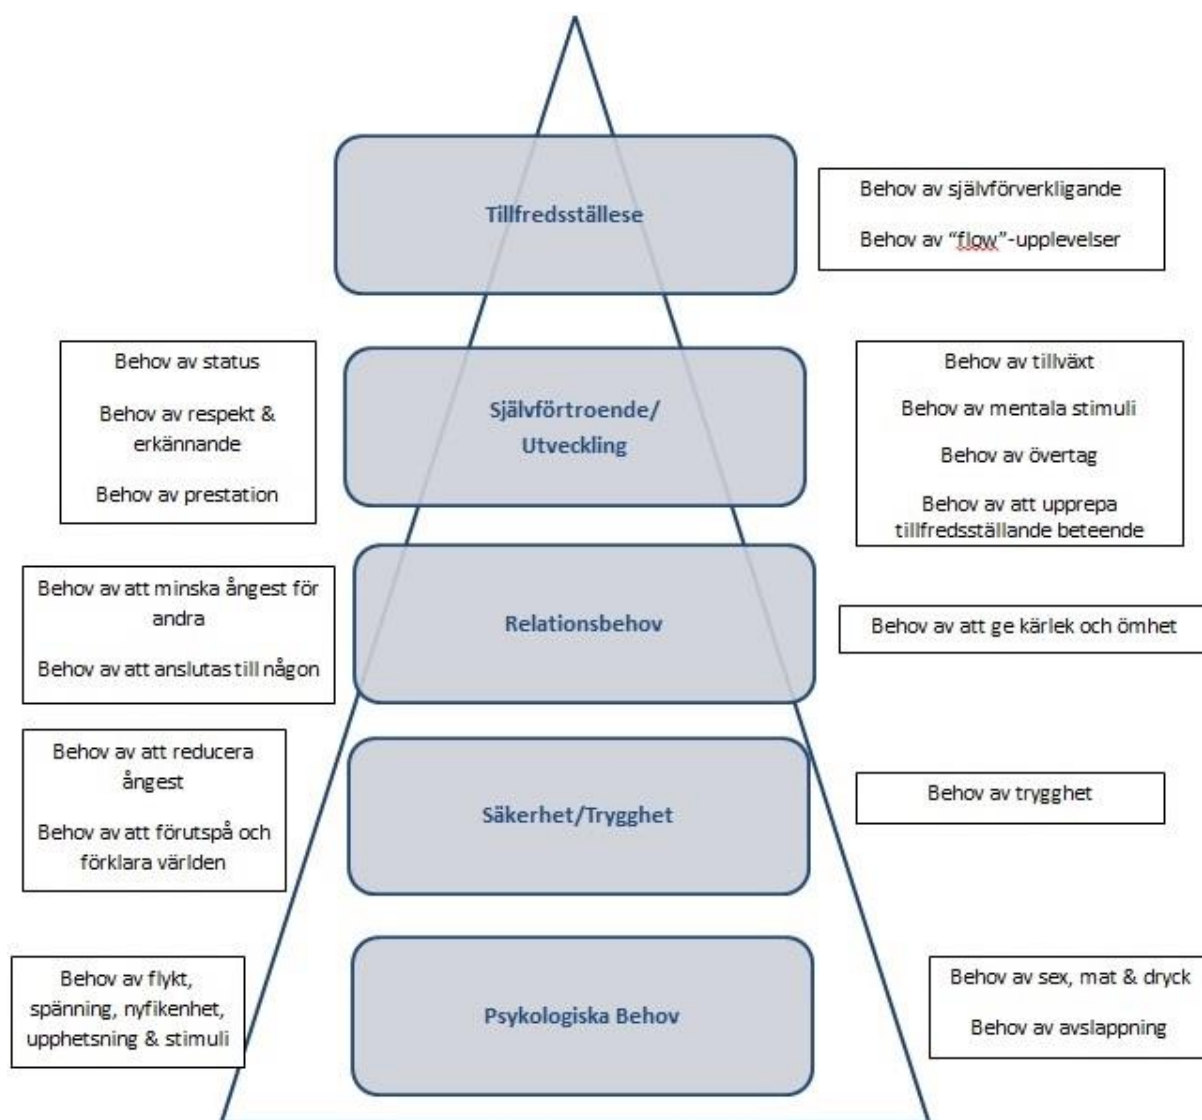 Tillfredsställese
Behov av självförverkligande
Behov av “flow”-upplevelser
Behov av status
Behov av respekt &
erkännande
Behov av prestation
Självförtroende/
Utveckling
Behov av tillväxt
Behov av mentala stimuli
Behov av övertag
Behov av att upprepa
tillfredsställande beteende
Behov av att minska ångest för
andra
Behov av att anslutas till någon
Relationsbehov
Behov av att ge kärlek och ömhet
Behov av att reducera
ångest
Behov av att förutspå och
förklara världen
Säkerhet/Trygghet
Behov av trygghet
Behov av flykt,
spänning, nyfikenhet,
upphetsning & stimuli
Psykologiska Behov
Behov av sex, mat & dryck
Behov av avslappning